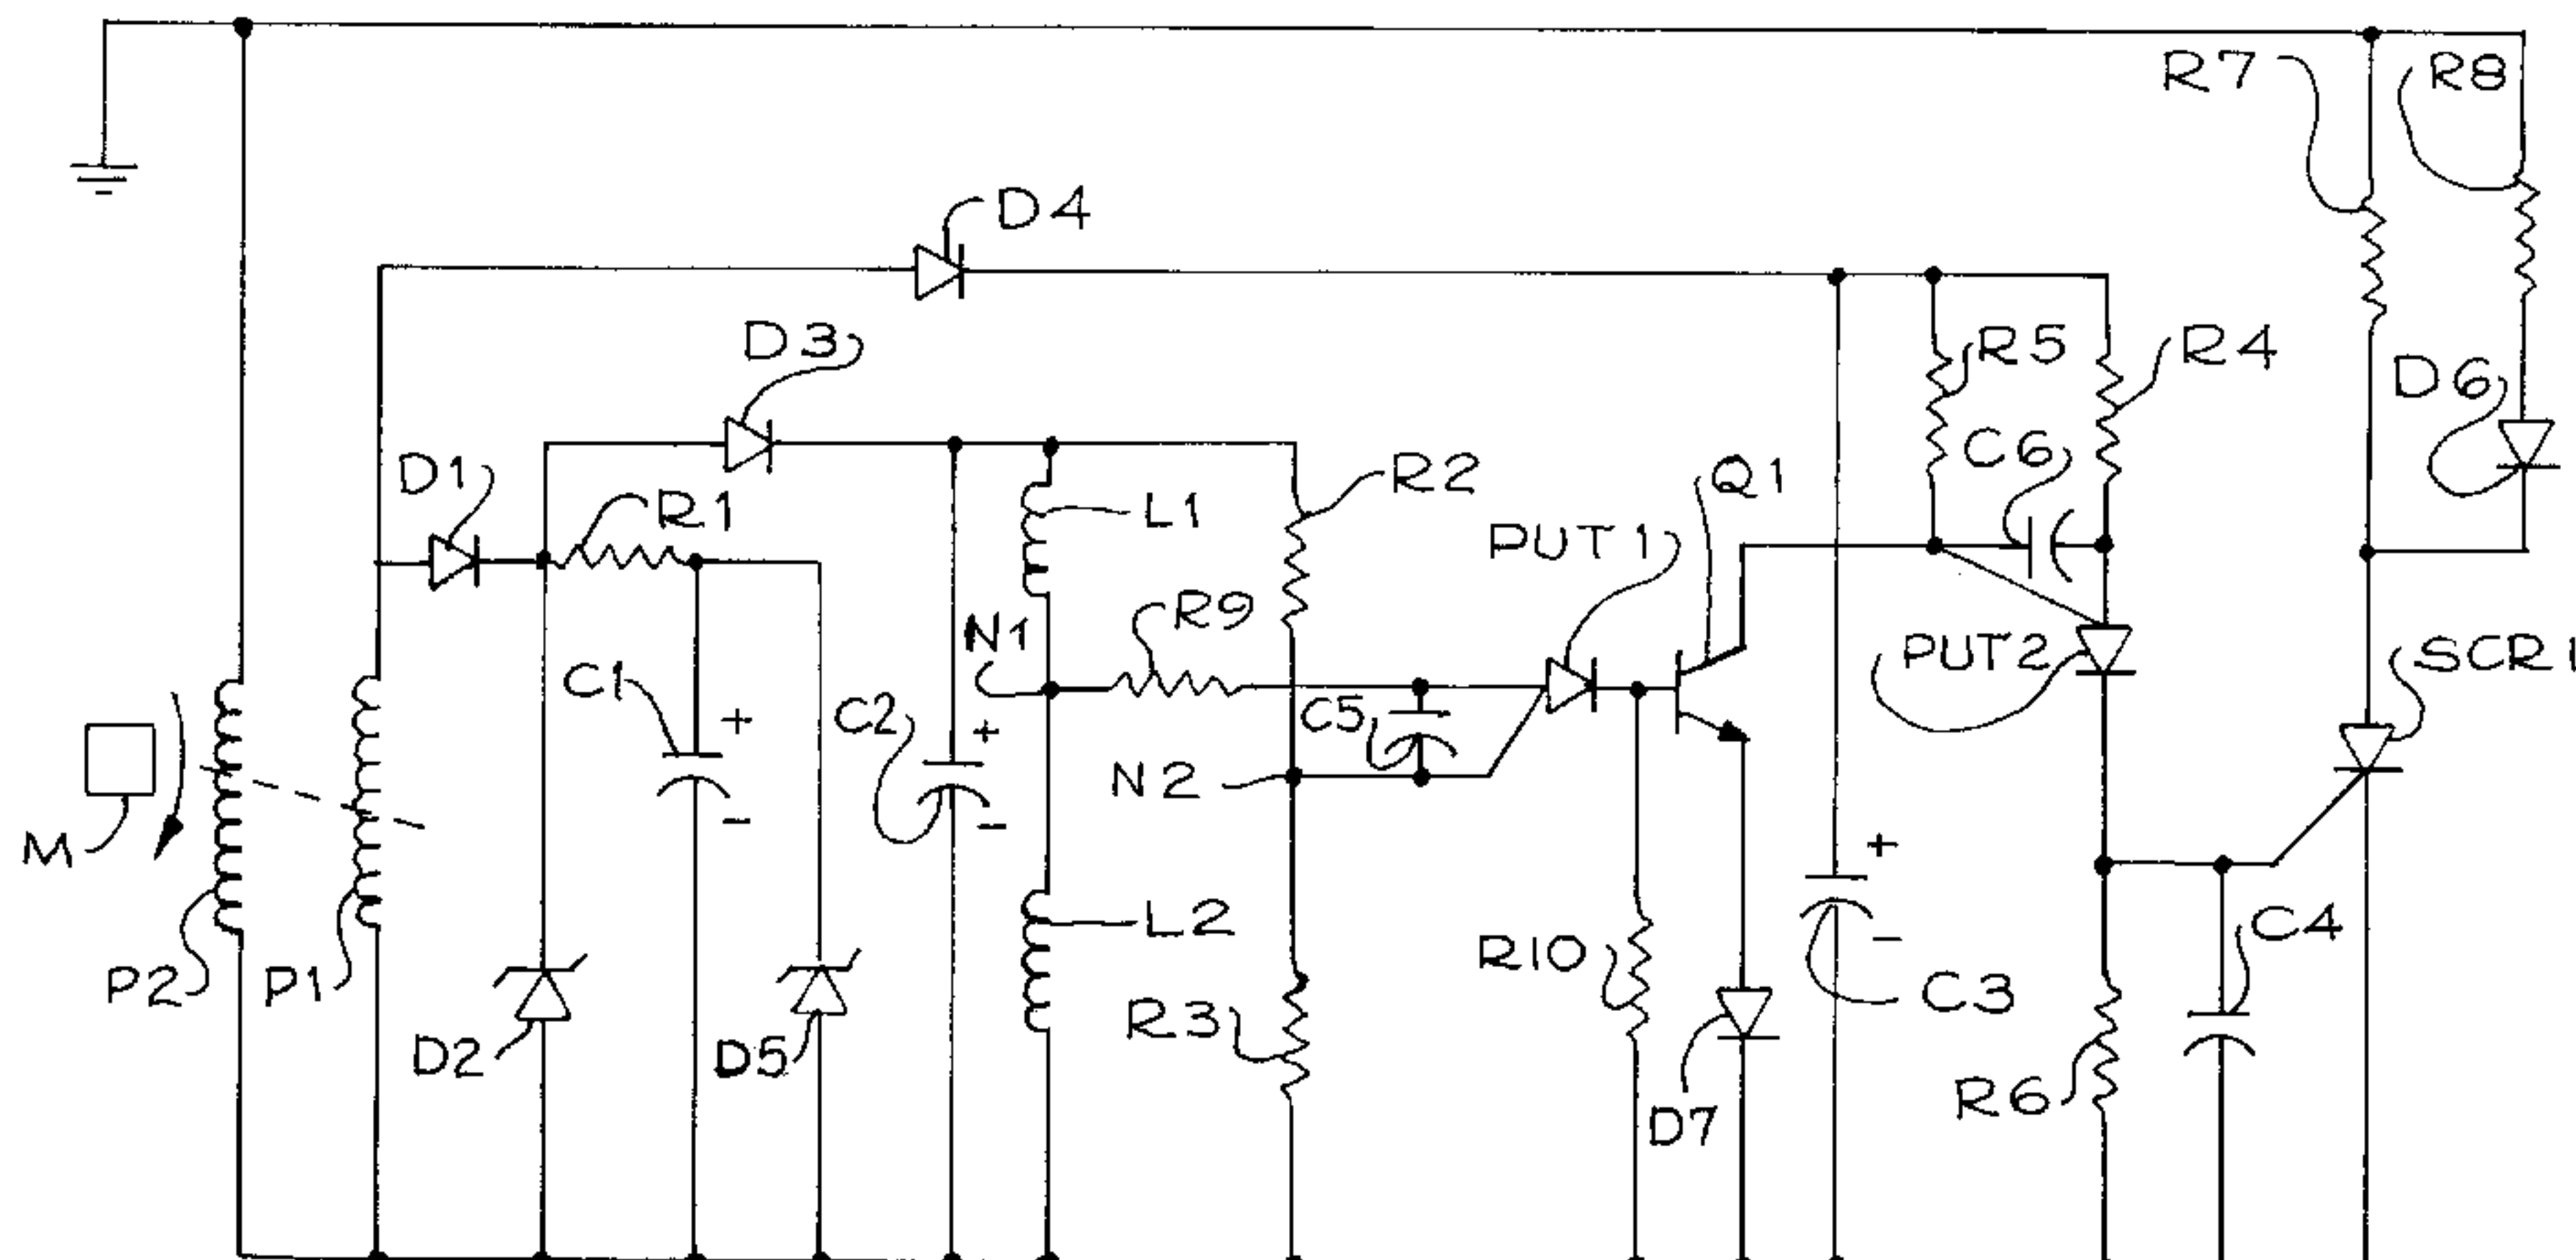 R7
R8
D4
D3
R5
R4
D6
C6
D1
R1
L1
R2
Q1
PUT 1
N1
R9
PUT2
SCR1
C1
+
C2
+
C5
N2
M
-
-
+
L2
C4
P2
P1
R10
-
C3
D2
D5
R3
D7
R6